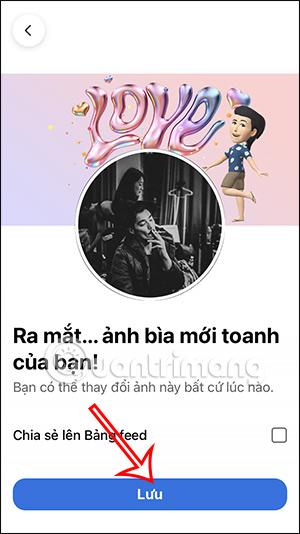 LOVE
Ra mắt... ảnh bìa mới toanh
của bạn!
Quantrimang
Bạn có thể thay đổi ảnh này bất cứ lúc nào.
Chia sẻ lên Bảng feed
Lưu